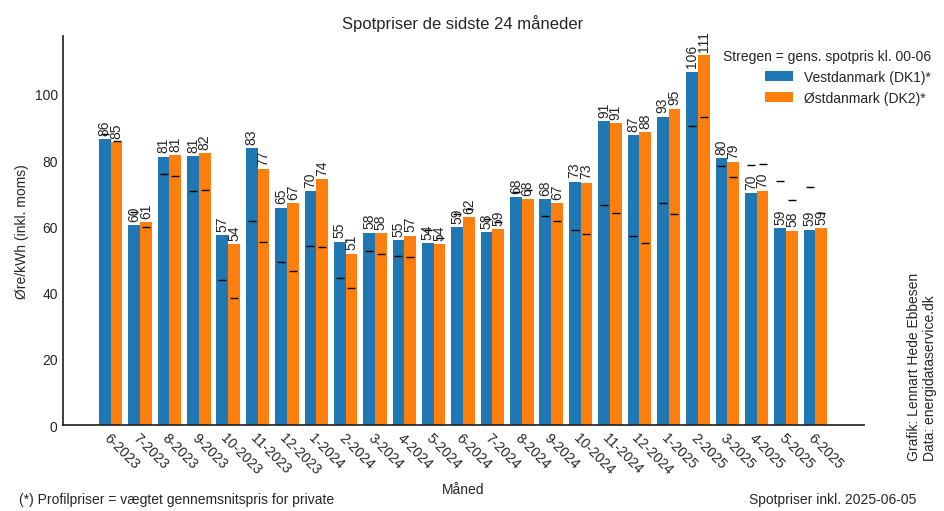 Spotpriser de sidste 24 måneder
Stregen = gens. spotpris kl. 00-06
Vestdanmark (DK1)*
Østdanmark (DK2)*
Øre/kWh (inkl. moms)
100
80
60
40
20
0
86 85
60 61
81 81
81 82
57 54
83 77
65 67
70 74
55 51
58 58
55 57
54 54
59 62
58 59
68 68
68 67
73 73
91 91
87 88
93 95
106 111
80 79
70 70
59 58
59 59
6-2023 7-2023 8-2023 9-2023 10-2023 11-2023 12-2023 1-2024 2-2024 3-2024 4-2024 5-2024 6-2024 7-2024 8-2024 9-2024 10-2024 11-2024 12-2024 1-2025 2-2025 3-2025 4-2025 5-2025 6-2025
Måned
Grafik: Lennart Hede Ebbesen
Data: energidataservice.dk
(*) Profilpriser = vægtet gennemsnitspris for private
Spotpriser inkl. 2025-06-05